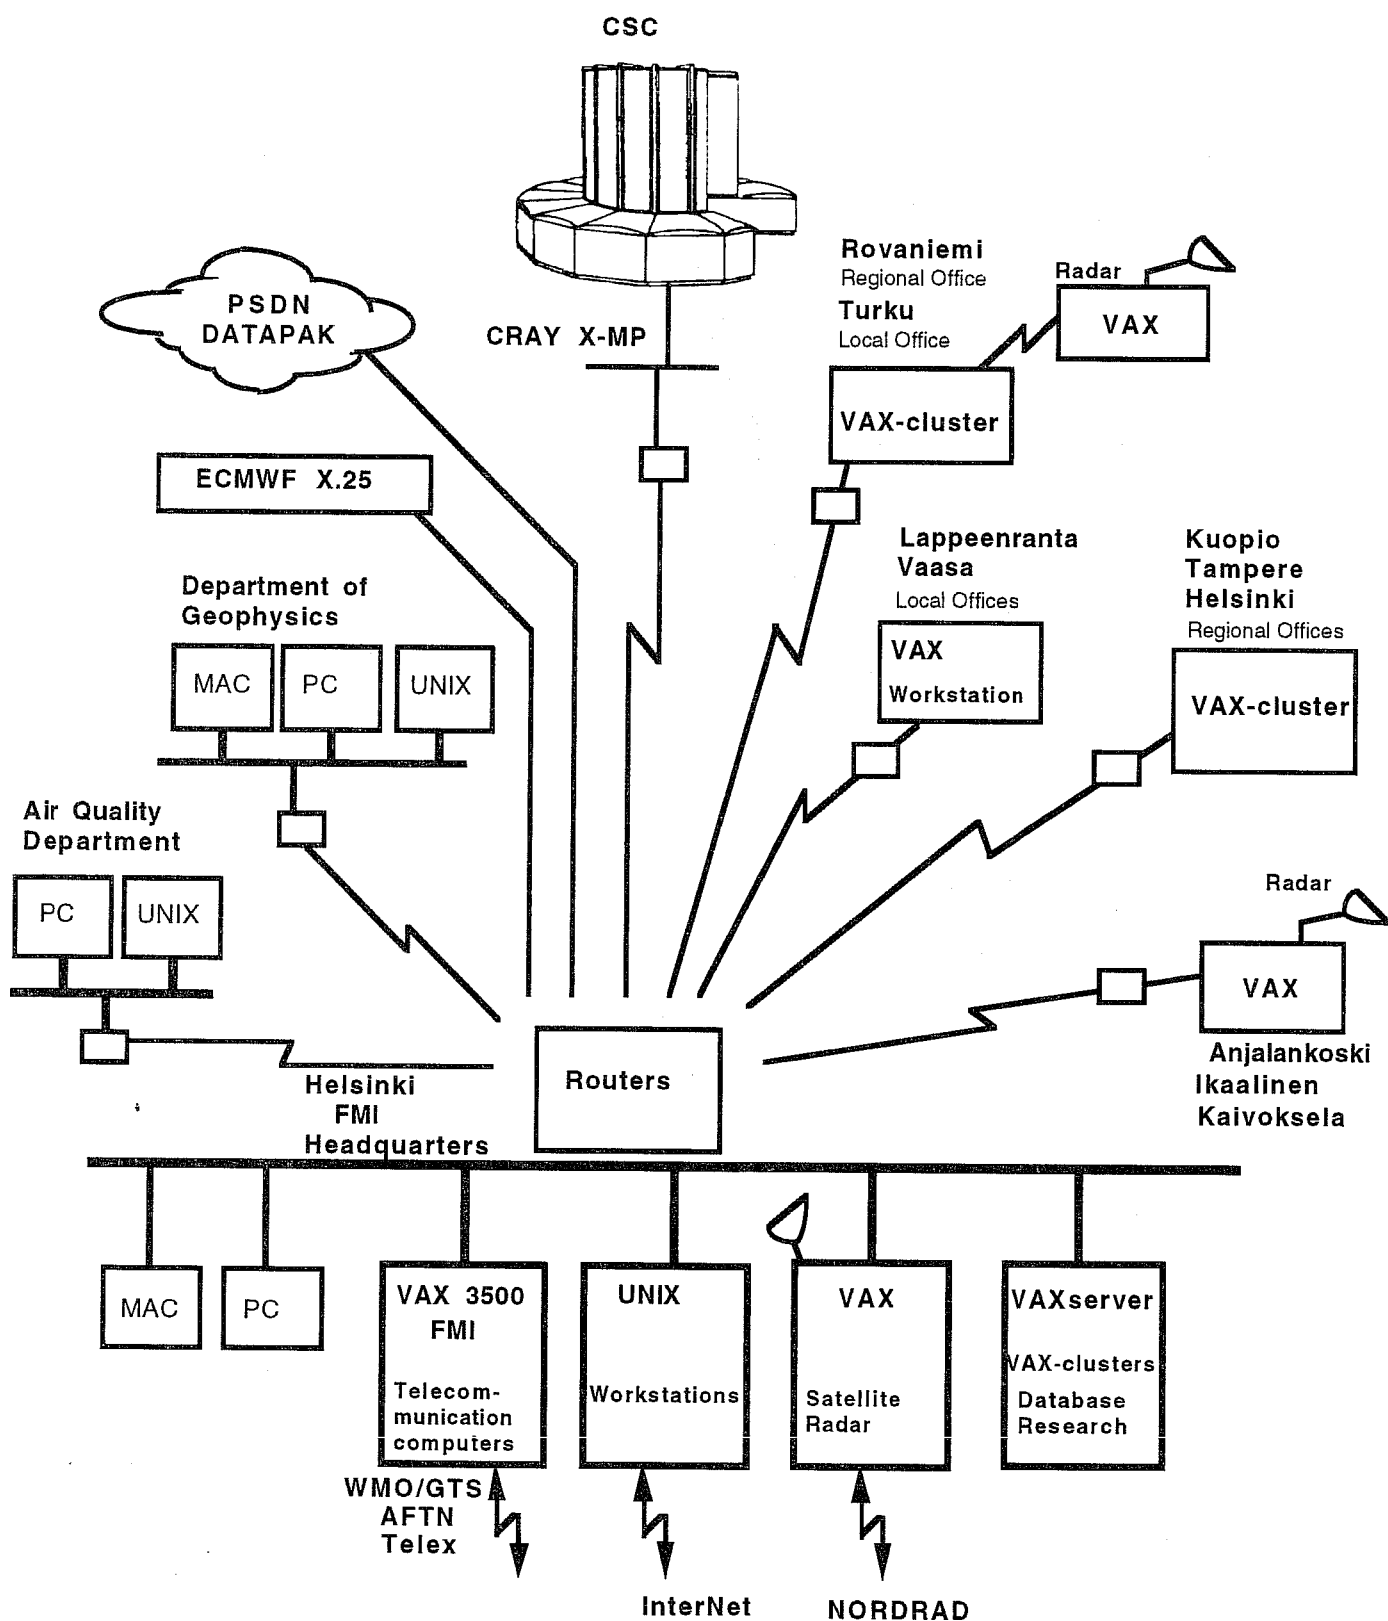 CSC
PSDN
DATAPAK
CRAY X-MP
Rovaniemi
Regional Office
Turku
Local Office
Radar
VAX
VAX-cluster
ECMWF X.25
Lappeenranta
Vaasa
Local Offices
VAX
Workstation
Kuopio
Tampere
Helsinki
Regional Offices
VAX-cluster
Department of
Geophysics
MAC
PC
UNIX
Air Quality
Department
PC
UNIX
Radar
VAX
Anjalankoski
Ikaalinen
Kaivoksela
Routers
Helsinki
FMI
Headquarters
MAC
PC
VAX 3500
FMI
Telecom-
munication
computers
UNIX
Workstations
VAX
Satellite
Radar
VAXserver
VAX-clusters
Database
Research
WMO/GTS
AFTN
Telex
InterNet
NORDRAD